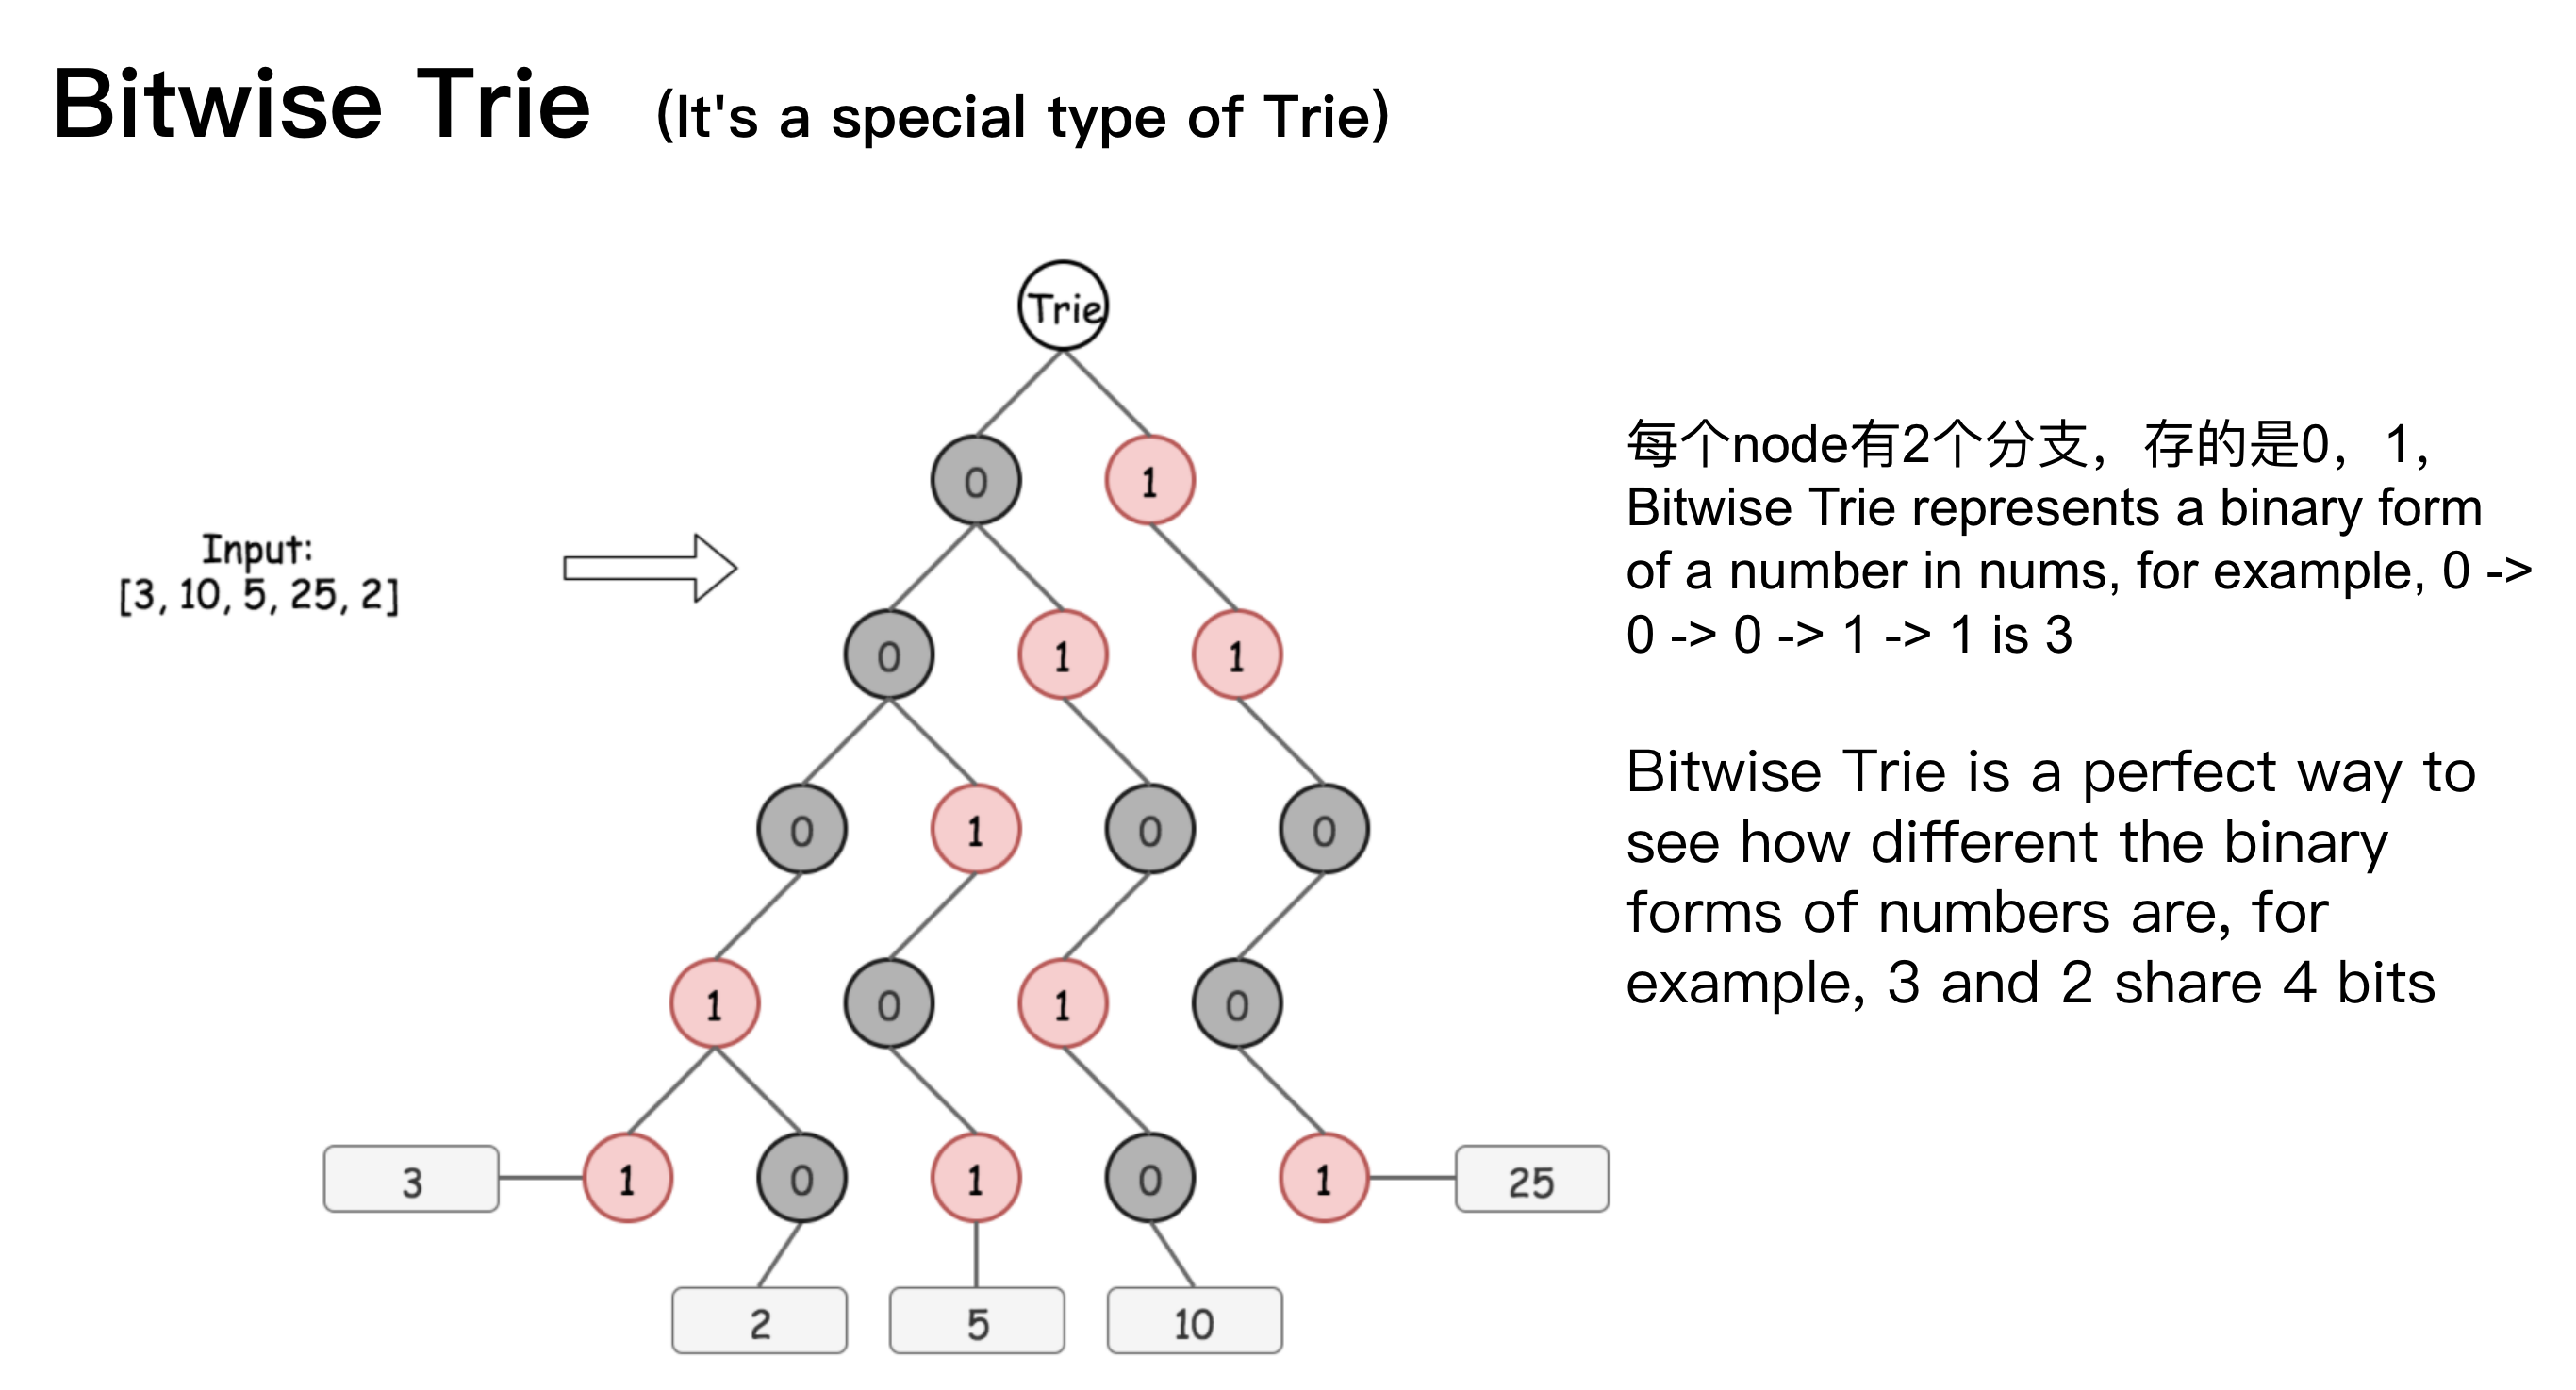 Bitwise Trie (It's a special type of Trie)
Trie
0 1
Input:
[3, 10, 5, 25, 2]
0 1 1
0 1 0 0
1 0 1 0
3 1 0 1 0 1 25
2 5 10
每个node有2个分支，存的是0，1，
Bitwise Trie represents a binary form
of a number in nums, for example, 0 ->
0 -> 0 -> 1 -> 1 is 3
Bitwise Trie is a perfect way to
see how different the binary
forms of numbers are, for
example, 3 and 2 share 4 bits